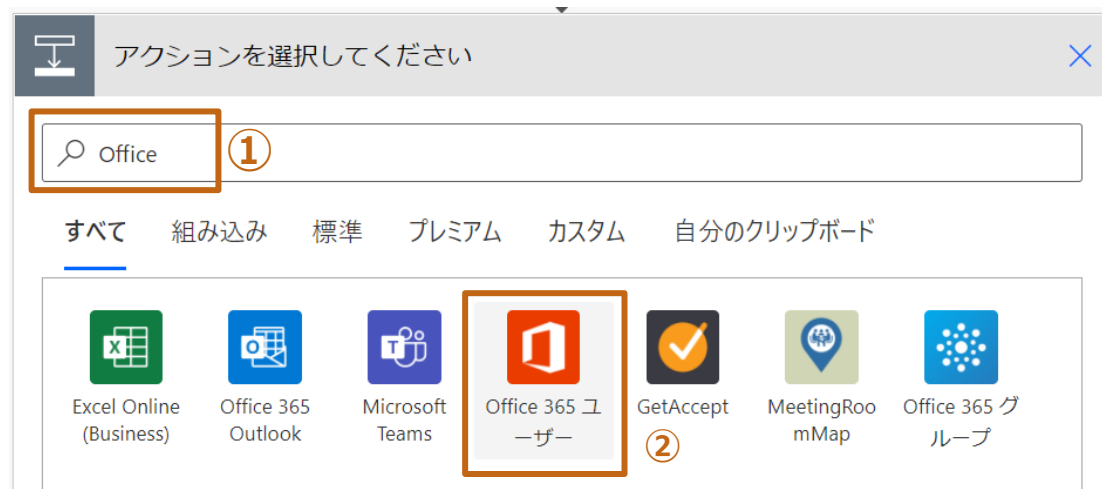 アクションを選択してください
Office
①
すべて 組み込み 標準 プレミアム カスタム 自分のクリップボード
Excel Online
(Business)
Office 365
Outlook
Microsoft
Teams
Office 365 ユ
ーザー
②
GetAccept
MeetingRoo
mMap
Office 365 グ
ループ